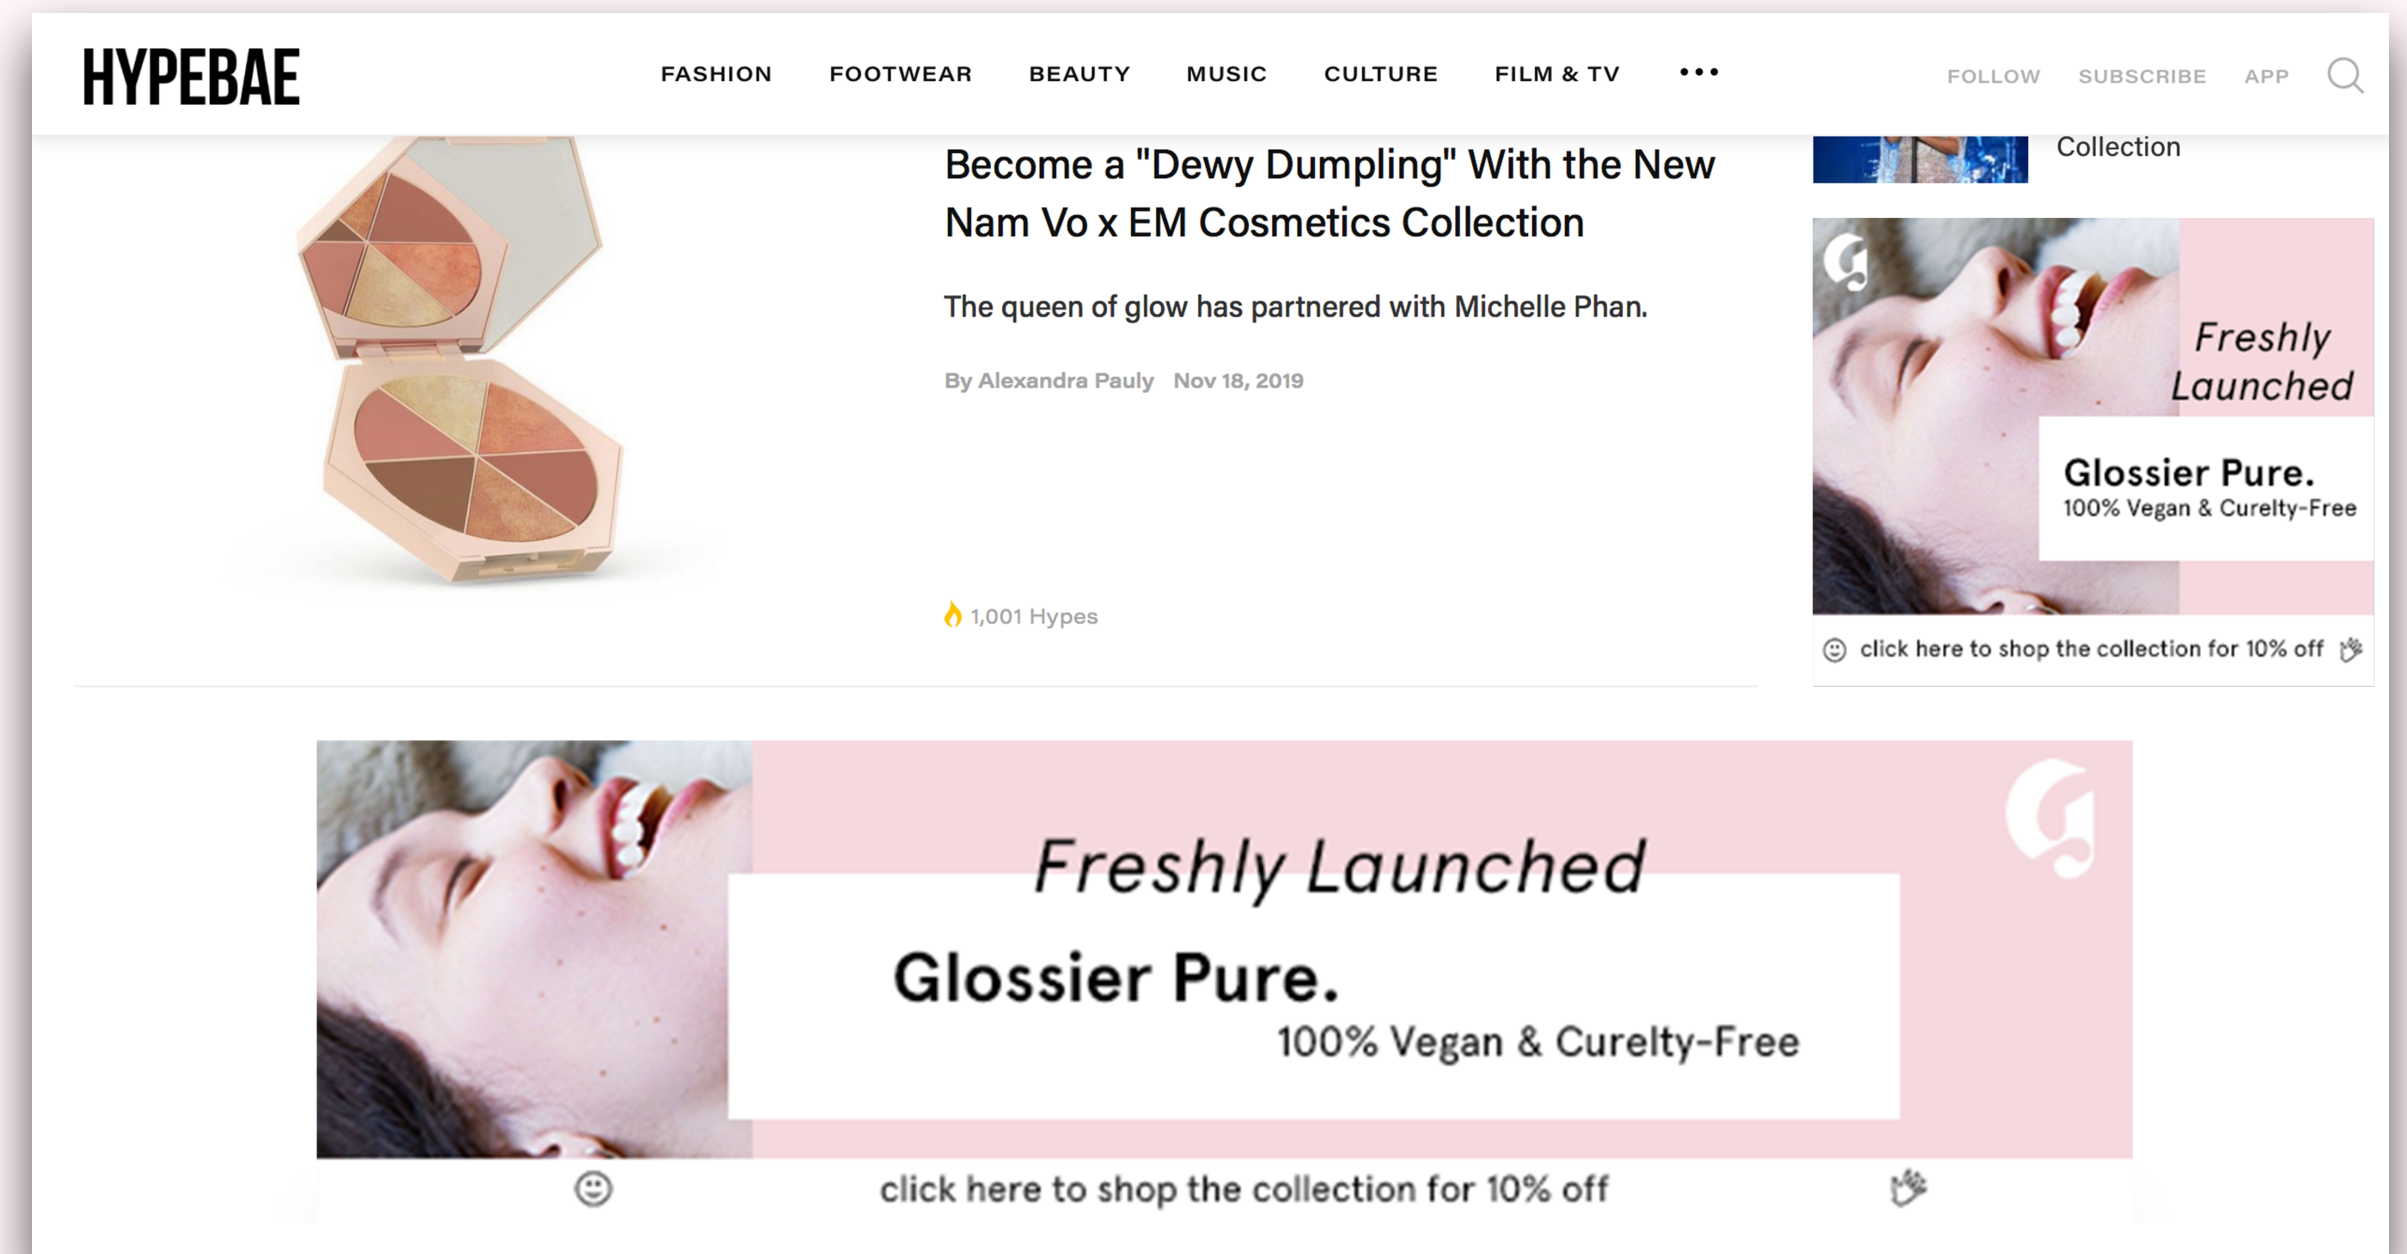 HYPEBAE
FASHION FOOTWEAR BEAUTY MUSIC CULTURE FILM & TV •••
FOLLOW SUBSCRIBE APP
Become a "Dewy Dumpling" With the New
Nam Vo x EM Cosmetics Collection
The queen of glow has partnered with Michelle Phan.
By Alexandra Pauly Nov 18, 2019
1,001 Hypes
Collection
G
Freshly
Launched
Glossier Pure.
100% Vegan & Curelty-Free
click here to shop the collection for 10% off
G
Freshly Launched
Glossier Pure.
100% Vegan & Curelty-Free
click here to shop the collection for 10% off